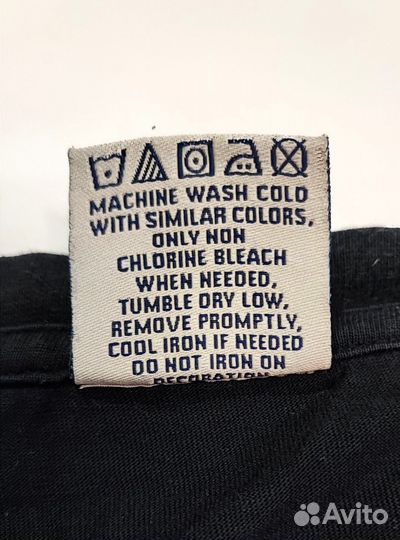 MACHINE WASH COLD
WITH SIMILAR COLORS,
ONLY NON
CHLORINE BLEACH
WHEN NEEDED,
TUMBLE DRY LOW,
REMOVE PROMPTLY,
COOL IRON IF NEEDED
DO NOT IRON ON
DECORATION
Avito